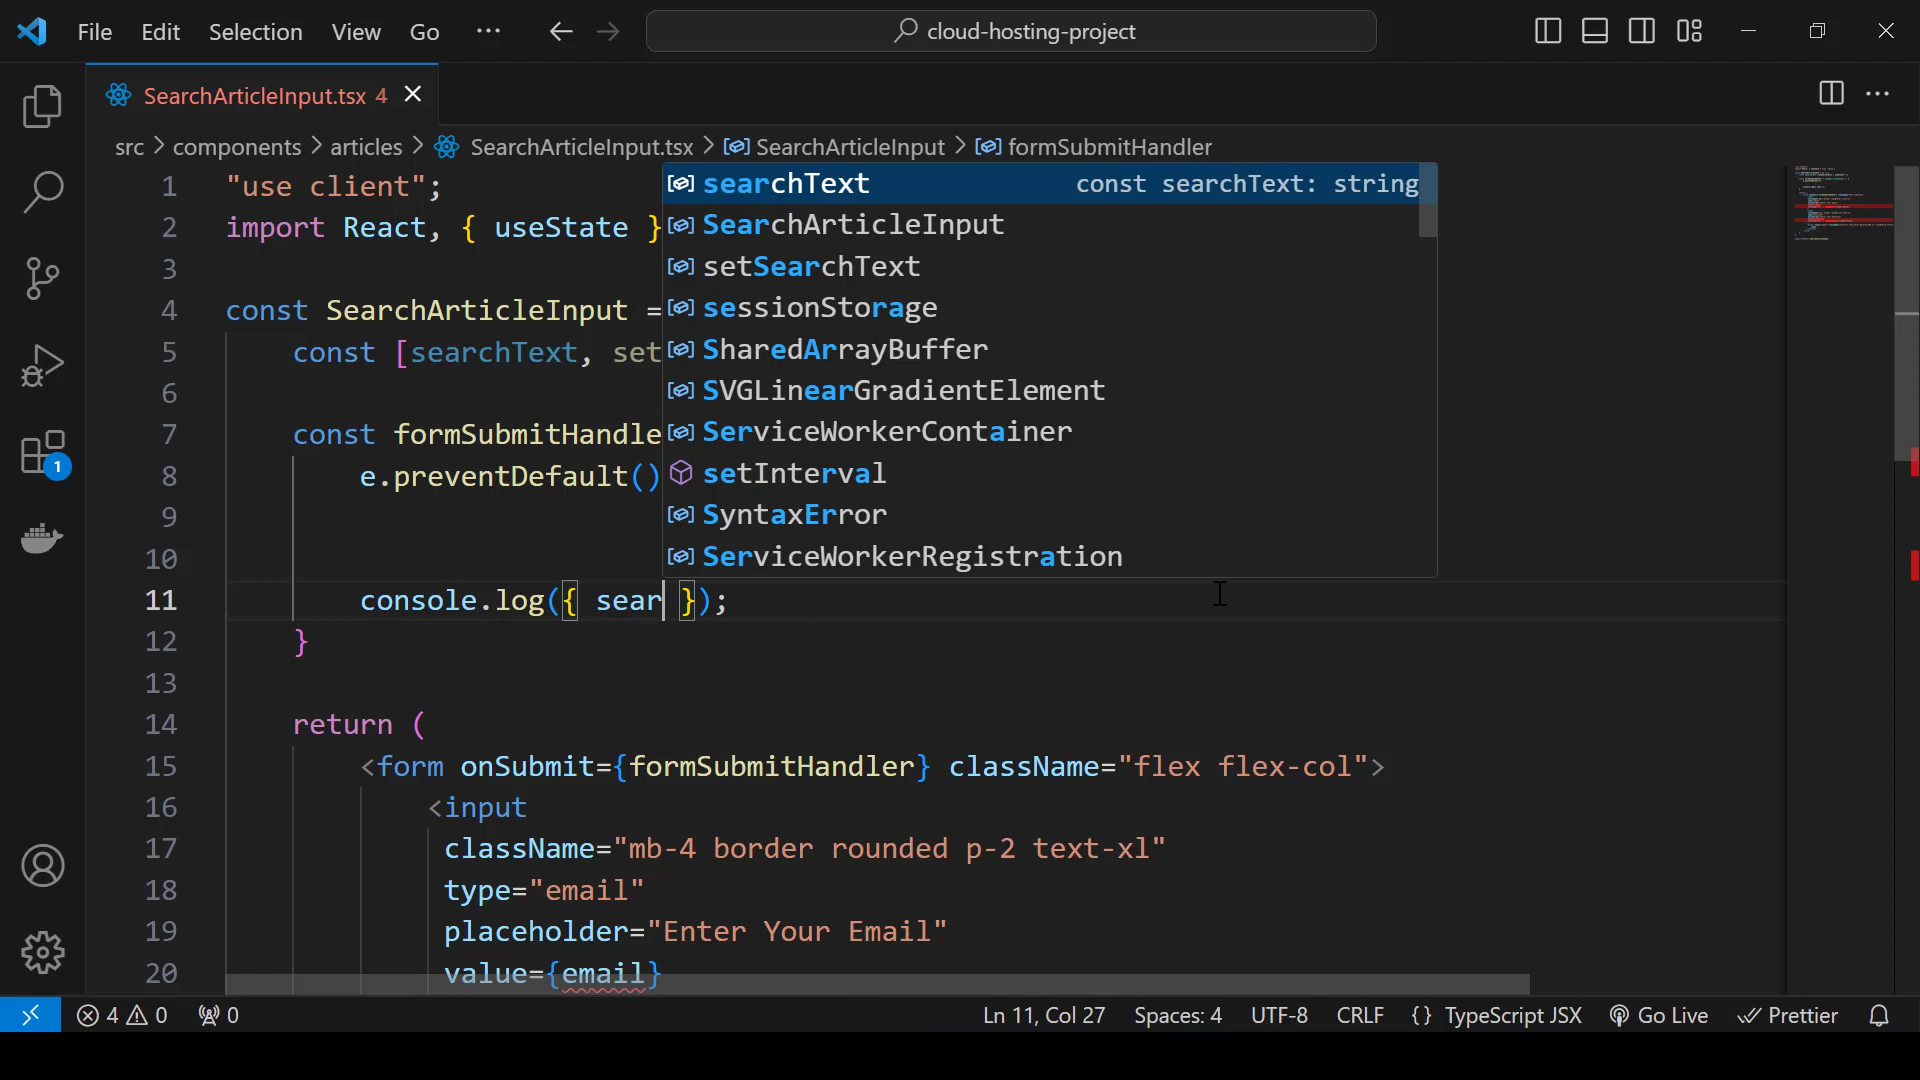 File Edit Selection View Go ··· cloud-hosting-project
SearchArticleInput.tsx 4
src > components > articles > SearchArticleInput.tsx > SearchArticleInput > formSubmitHandler
1 "use client";
2 import React, { useState }
3
4 const SearchArticleInput =
5 const [searchText, set
6
7 const formSubmitHandle
8 e.preventDefault()
9
10
11 console.log({ sear });
12 }
13
14 return (
15 <form onSubmit={formSubmitHandler} className="flex flex-col">
16 <input
17 className="mb-4 border rounded p-2 text-xl"
18 type="email"
19 placeholder="Enter Your Email"
20 value={email}
searchText const searchText: string
SearchArticleInput
setSearchText
sessionStorage
SharedArrayBuffer
SVGLinearGradientElement
ServiceWorkerContainer
setInterval
SyntaxError
ServiceWorkerRegistration
1
4 0 0 Ln 11, Col 27 Spaces: 4 UTF-8 CRLF {} TypeScript JSX Go Live Prettier